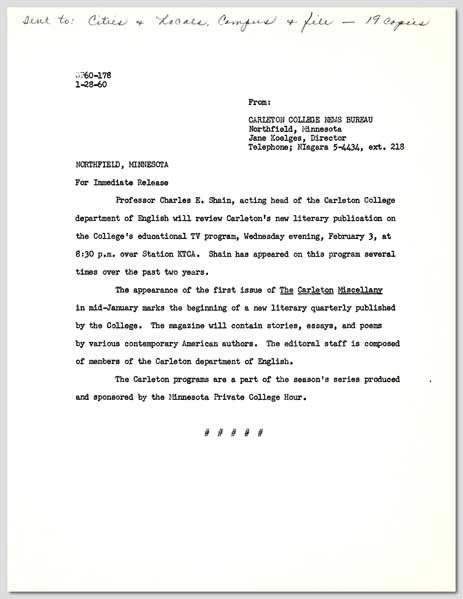 Sent to: Cities & Locals, Campus & file — 19 copies
60-178
1-28-60
From:
CARLETON COLLEGE NEWS BUREAU
Northfield, Minnesota
Jane Koelges, Director
Telephone; NIagara 5-4434, ext. 218
NORTHFIELD, MINNESOTA
For Immediate Release
Professor Charles E. Shain, acting head of the Carleton College
department of English will review Carleton's new literary publication on
the College's educational TV program, Wednesday evening, February 3, at
8:30 p.m. over Station KTCA. Shain has appeared on this program several
times over the past two years.
The appearance of the first issue of The Carleton Miscellany
in mid-January marks the beginning of a new literary quarterly published
by the College. The magazine will contain stories, essays, and poems
by various contemporary American authors. The editorial staff is composed
of members of the Carleton department of English.
The Carleton programs are a part of the season's series produced
and sponsored by the Minnesota Private College Hour.
# # # # #